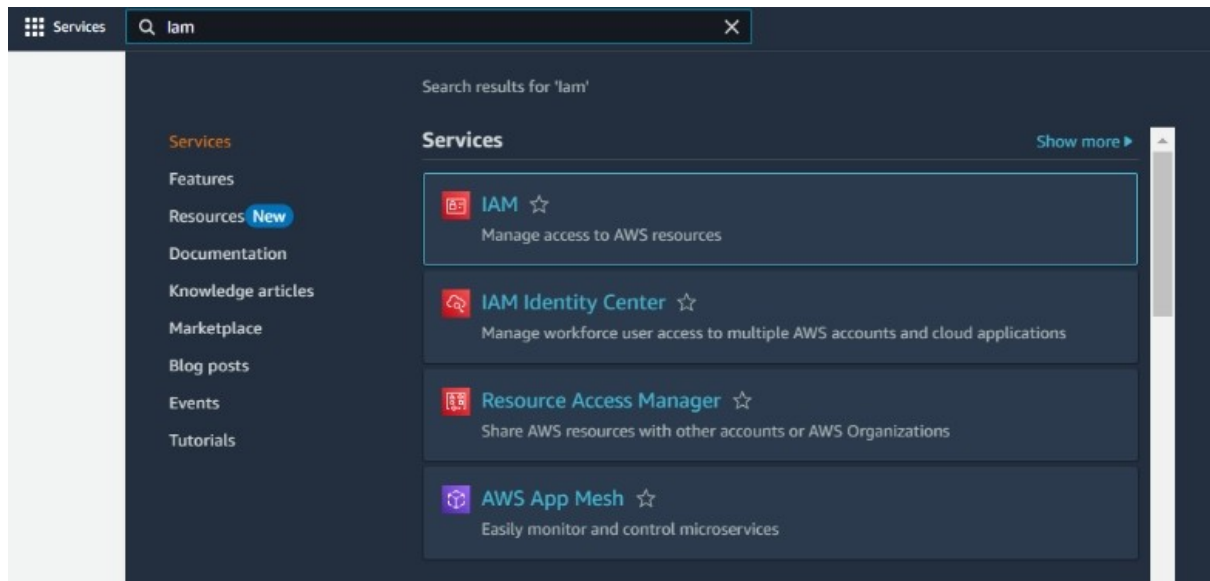 Services
Iam
Search results for 'Iam'
Services
Features
Resources New
Documentation
Knowledge articles
Marketplace
Blog posts
Events
Tutorials
Services
Show more
IAM
Manage access to AWS resources
IAM Identity Center
Manage workforce user access to multiple AWS accounts and cloud applications
Resource Access Manager
Share AWS resources with other accounts or AWS Organizations
AWS App Mesh
Easily monitor and control microservices